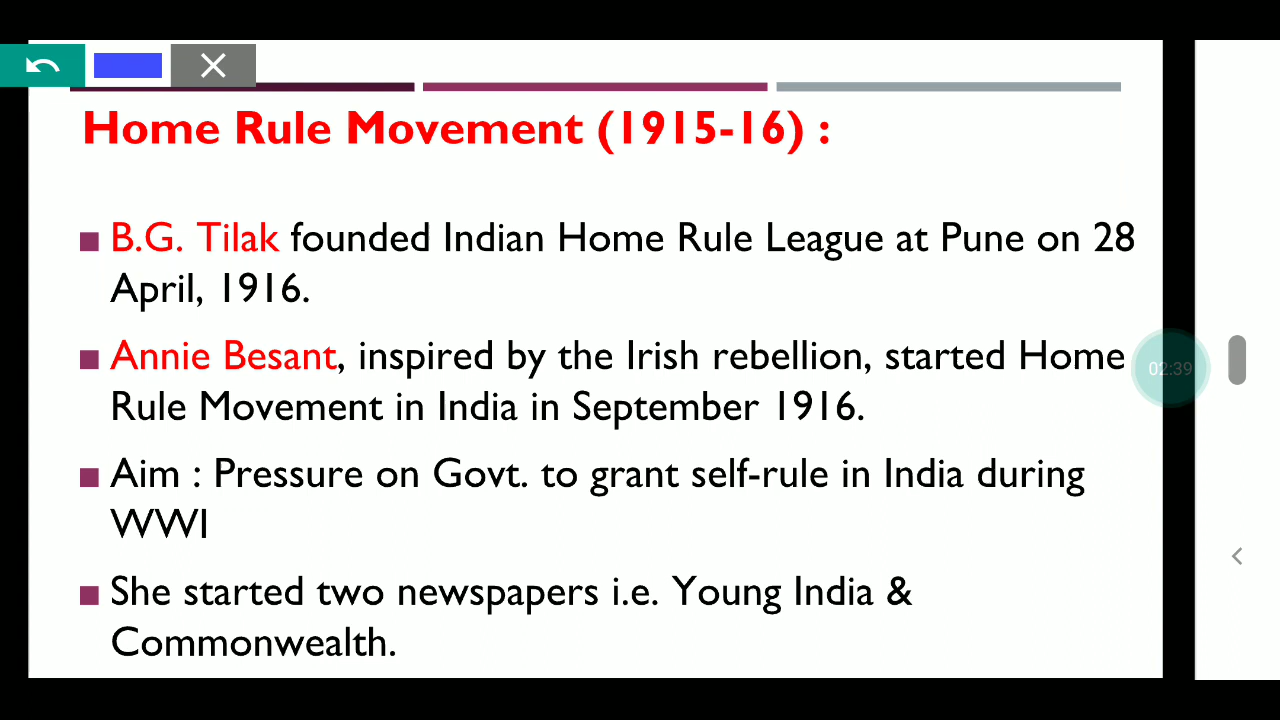 Home Rule Movement (1915-16) :
B.G. Tilak founded Indian Home Rule League at Pune on 28
April, 1916.
Annie Besant, inspired by the Irish rebellion, started Home
Rule Movement in India in September 1916.
02:39
Aim : Pressure on Govt. to grant self-rule in India during
WWI
She started two newspapers i.e. Young India &
Commonwealth.